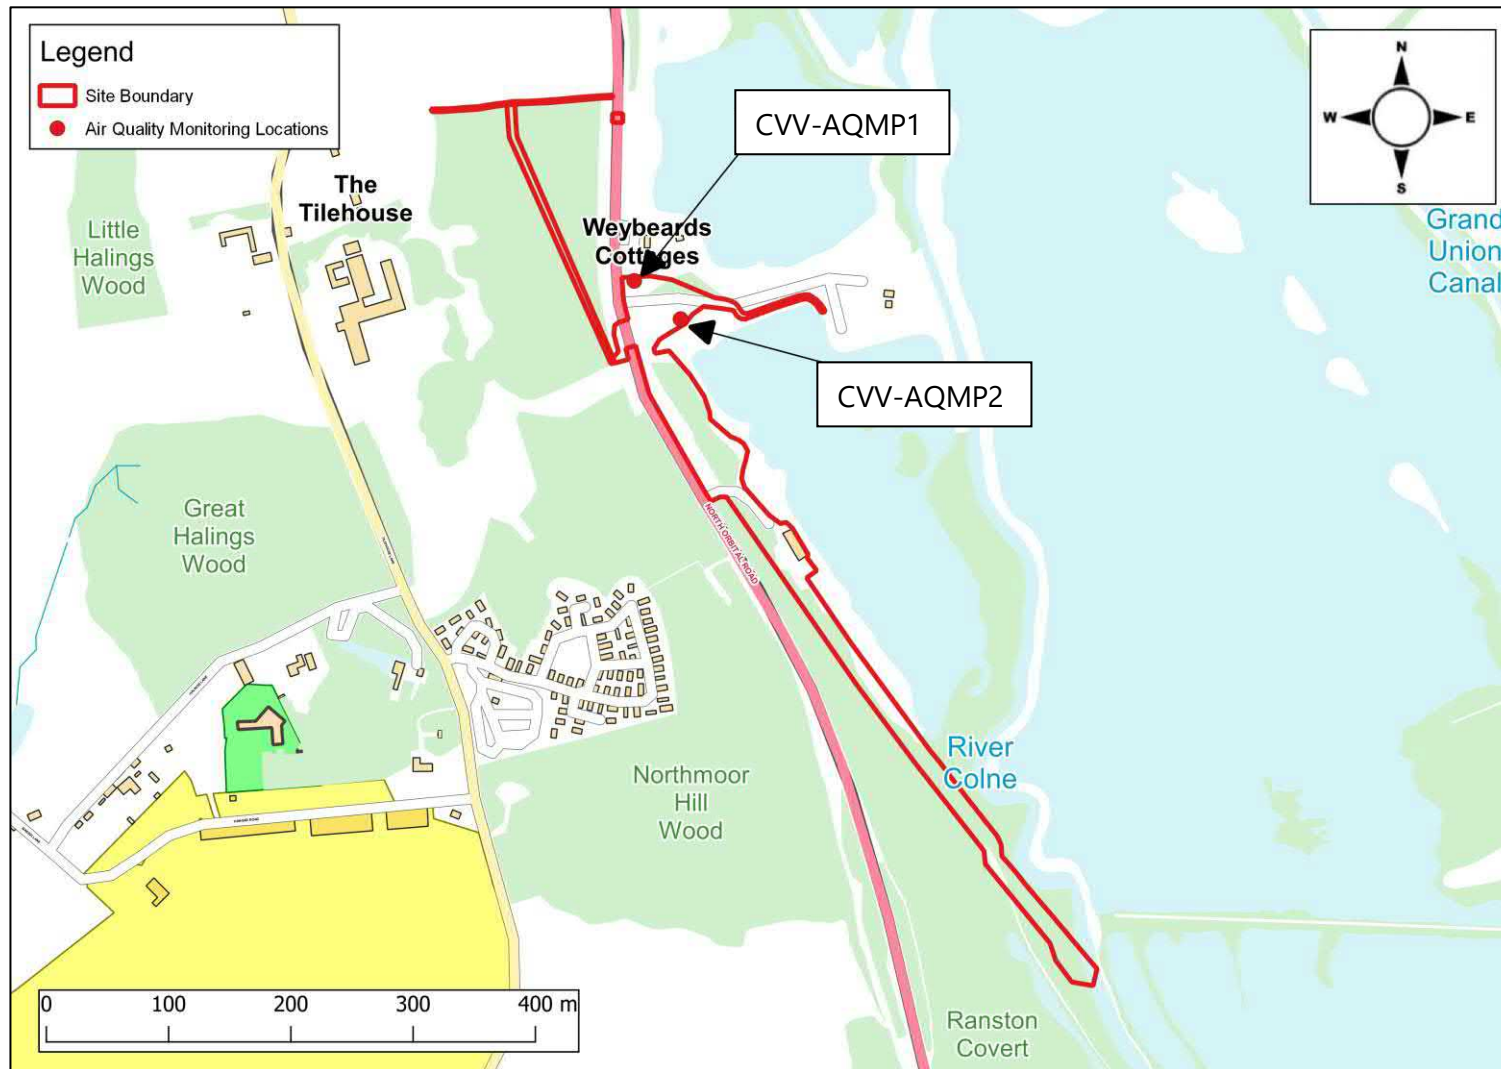 Legend
Site Boundary
Air Quality Monitoring Locations
CVV-AQMP1
N
W
E
S
The
Tilehouse
Little
Halings
Wood
Weybeards
Cottages
Grand
Union
Canal
CVV-AQMP2
Great
Halings
Wood
NORTH ORBITAL ROAD
River
Colne
Northmoor
Hill
Wood
0 100 200 300 400 m
Ranston
Covert